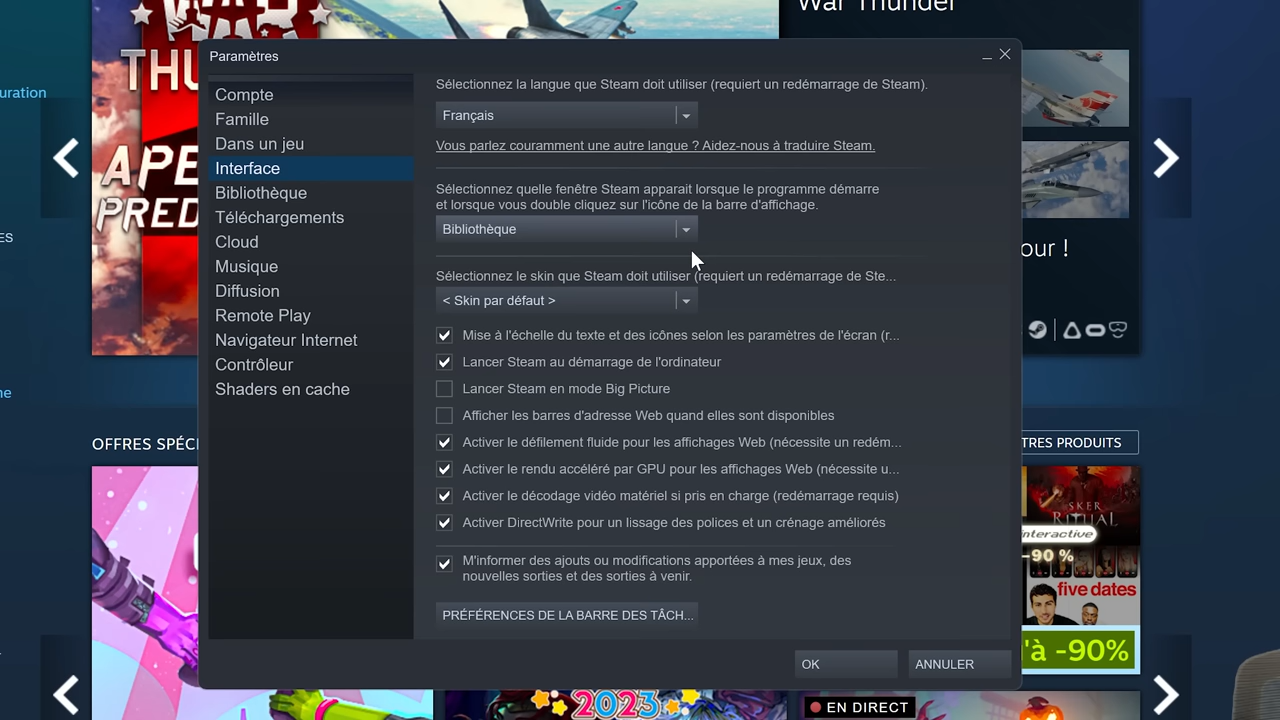 War Thunder
WAR
THU
APE
PRED
uration
ES
ne
Paramètres
Compte
Famille
Dans un jeu
Interface
Bibliothèque
Téléchargements
Cloud
Musique
Diffusion
Remote Play
Navigateur Internet
Contrôleur
Shaders en cache
Sélectionnez la langue que Steam doit utiliser (requiert un redémarrage de Steam).
Français
Vous parlez couramment une autre langue ? Aidez-nous à traduire Steam.
Sélectionnez quelle fenêtre Steam apparait lorsque le programme démarre
et lorsque vous double cliquez sur l'icône de la barre d'affichage.
Bibliothèque
Sélectionnez le skin que Steam doit utiliser (requiert un redémarrage de Ste...
< Skin par défaut >
Mise à l'échelle du texte et des icônes selon les paramètres de l'écran (r...
Lancer Steam au démarrage de l'ordinateur
Lancer Steam en mode Big Picture
Afficher les barres d'adresse Web quand elles sont disponibles
Activer le défilement fluide pour les affichages Web (nécessite un redém...
Activer le rendu accéléré par GPU pour les affichages Web (nécessite u...
Activer le décodage vidéo matériel si pris en charge (redémarrage requis)
Activer DirectWrite pour un lissage des polices et un crénage améliorés
M'informer des ajouts ou modifications apportées à mes jeux, des
nouvelles sorties et des sorties à venir.
PRÉFÉRENCES DE LA BARRE DES TÂCH...
OK
ANNULER
our !
OFFRES SPÉCI
TRES PRODUITS
SKER
RITUAL
interactive
-90 %
five dates
'à -90%
2023
EN DIRECT